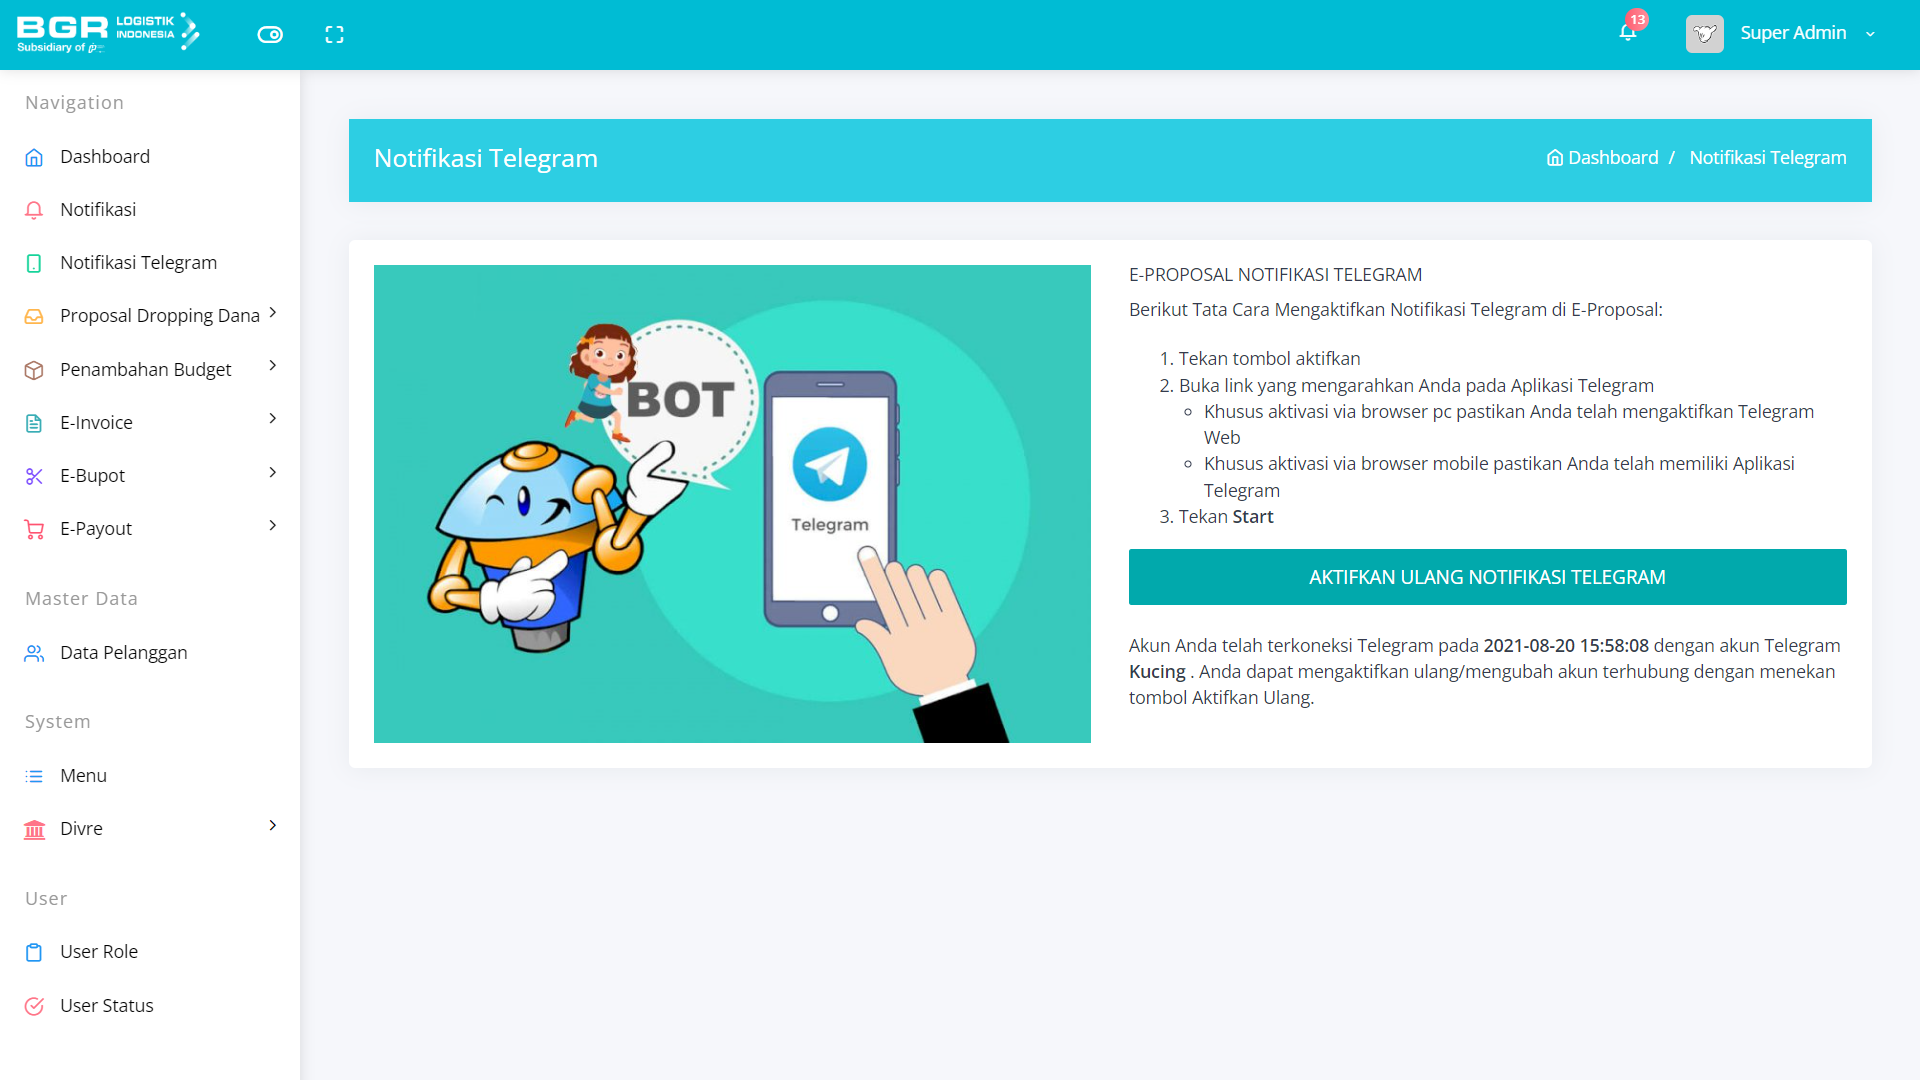 BGR LOGISTIK INDONESIA
Subsidiary of
13
Super Admin
Navigation
Dashboard
Notifikasi
Notifikasi Telegram
Proposal Dropping Dana
Penambahan Budget
E-Invoice
E-Bupot
E-Payout
Master Data
Data Pelanggan
System
Menu
Divre
User
User Role
User Status
Notifikasi Telegram
Dashboard / Notifikasi Telegram
BOT
Telegram
E-PROPOSAL NOTIFIKASI TELEGRAM
Berikut Tata Cara Mengaktifkan Notifikasi Telegram di E-Proposal:
1. Tekan tombol aktifkan
2. Buka link yang mengarahkan Anda pada Aplikasi Telegram
Khusus aktivasi via browser pc pastikan Anda telah mengaktifkan Telegram
Web
Khusus aktivasi via browser mobile pastikan Anda telah memiliki Aplikasi
Telegram
3. Tekan Start
AKTIFKAN ULANG NOTIFIKASI TELEGRAM
Akun Anda telah terkoneksi Telegram pada 2021-08-20 15:58:08 dengan akun Telegram
Kucing . Anda dapat mengaktifkan ulang/mengubah akun terhubung dengan menekan
tombol Aktifkan Ulang.